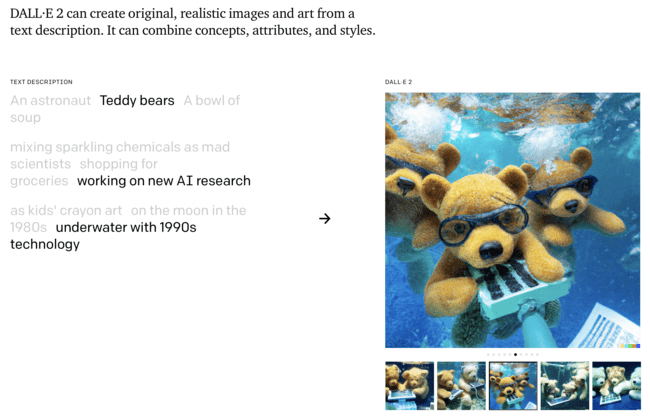 DALL·E 2 can create original, realistic images and art from a
text description. It can combine concepts, attributes, and styles.
TEXT DESCRIPTION
An astronaut Teddy bears A bowl of
soup
mixing sparkling chemicals as mad
scientists shopping for
groceries working on new AI research
as kids' crayon art on the moon in the
1980s underwater with 1990s
technology
→
DALL·E 2